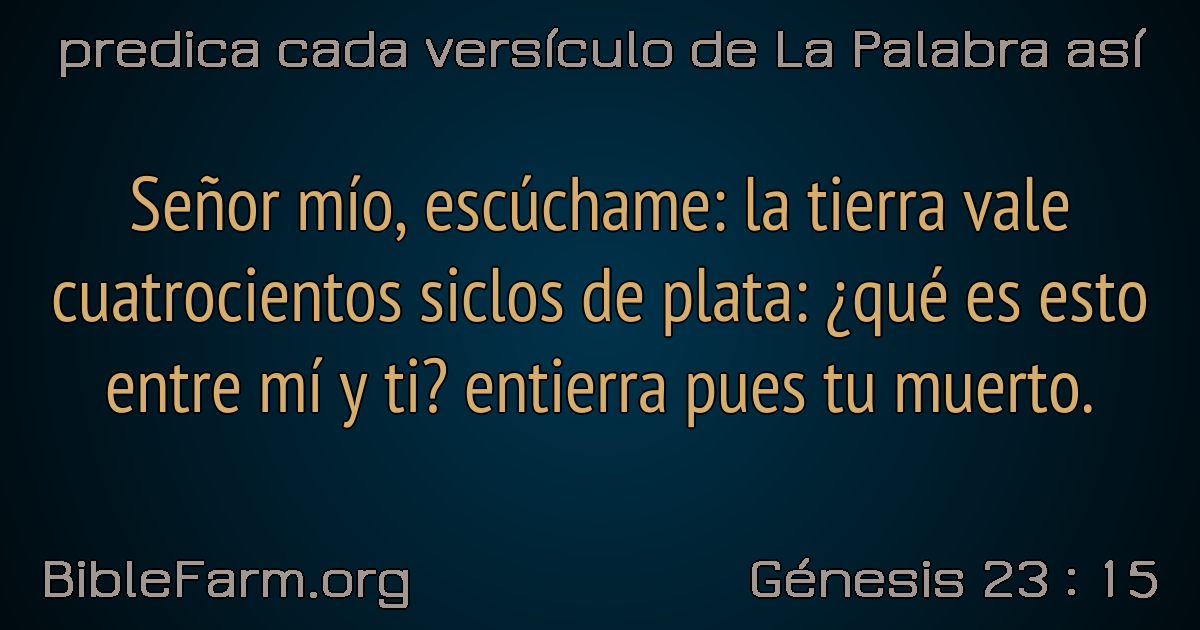 predica cada versículo de La Palabra así
Señor mío, escúchame: la tierra vale
cuatrocientos siclos de plata: ¿qué es esto
entre mí y ti? entierra pues tu muerto.
BibleFarm.org
Génesis 23 : 15